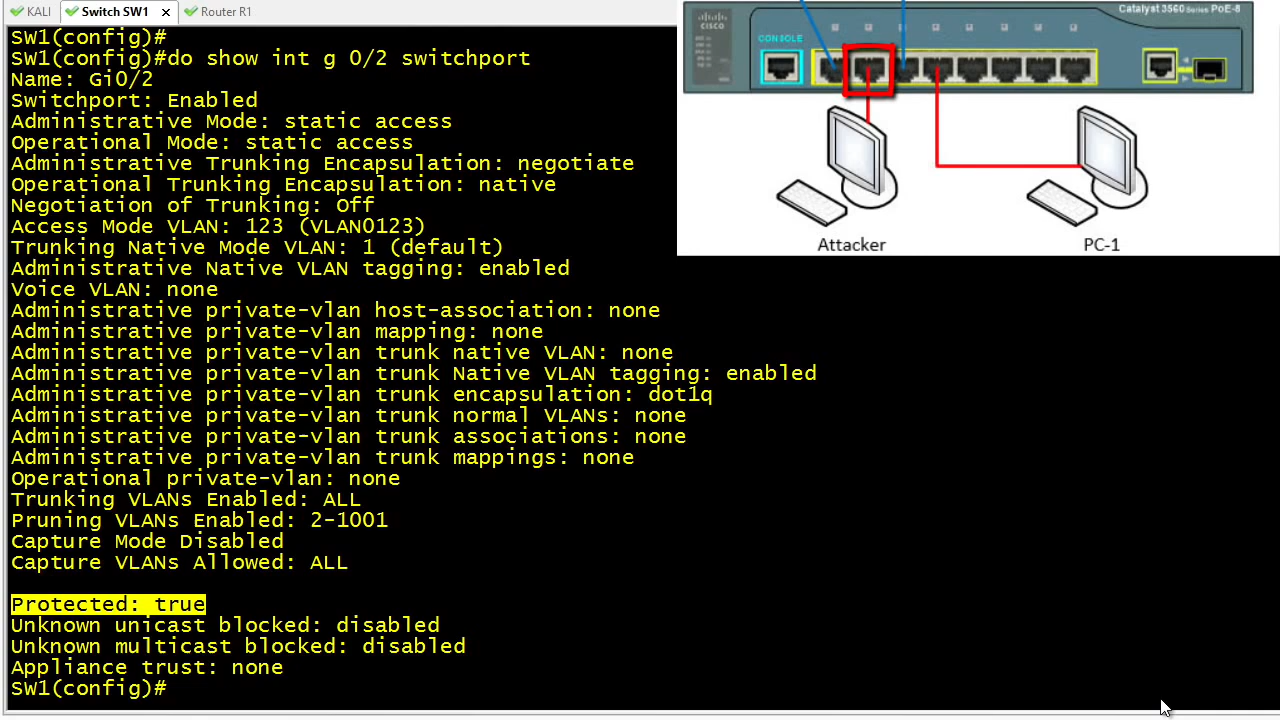 KALI
Switch SW1
Router R1
SW1(config)#
SW1(config)#do show int g 0/2 switchport
Name: Gi0/2
Switchport: Enabled
Administrative Mode: static access
Operational Mode: static access
Administrative Trunking Encapsulation: negotiate
Operational Trunking Encapsulation: native
Negotiation of Trunking: Off
Access Mode VLAN: 123 (VLAN0123)
Trunking Native Mode VLAN: 1 (default)
Administrative Native VLAN tagging: enabled
Voice VLAN: none
Administrative private-vlan host-association: none
Administrative private-vlan mapping: none
Administrative private-vlan trunk native VLAN: none
Administrative private-vlan trunk Native VLAN tagging: enabled
Administrative private-vlan trunk encapsulation: dot1q
Administrative private-vlan trunk normal VLANs: none
Administrative private-vlan trunk associations: none
Administrative private-vlan trunk mappings: none
Operational private-vlan: none
Trunking VLANs Enabled: ALL
Pruning VLANs Enabled: 2-1001
Capture Mode Disabled
Capture VLANs Allowed: ALL
Protected: true
Unknown unicast blocked: disabled
Unknown multicast blocked: disabled
Appliance trust: none
SW1(config)#
Catalyst 3560 Series PoE-8
CISCO
CONSOLE
Attacker
PC-1